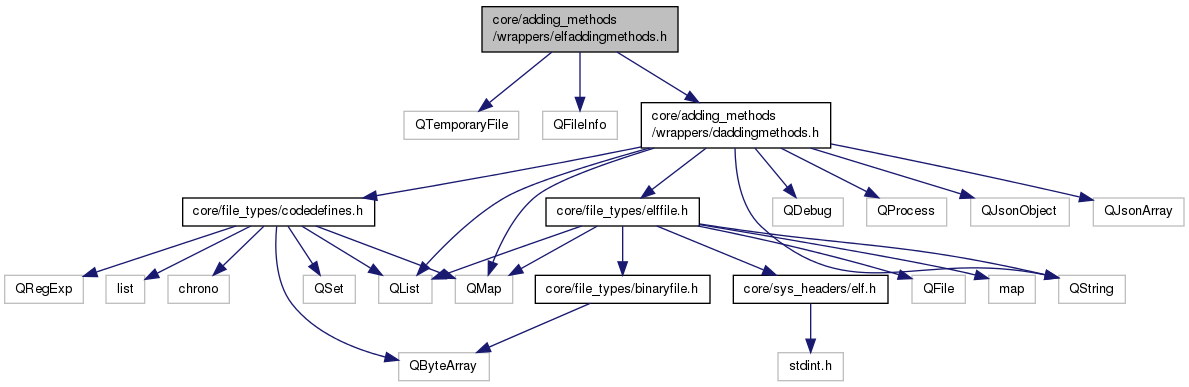 core/adding_methods
/wrappers/elfaddingmethods.h
QTemporaryFile
QFileInfo
core/adding_methods
/wrappers/daddingmethods.h
core/file_types/codedefines.h
core/file_types/elffile.h
QDebug
QProcess
QJsonObject
QJsonArray
QRegExp
list
chrono
QSet
QList
QMap
core/file_types/binaryfile.h
core/sys_headers/elf.h
QFile
map
QString
QByteArray
stdint.h